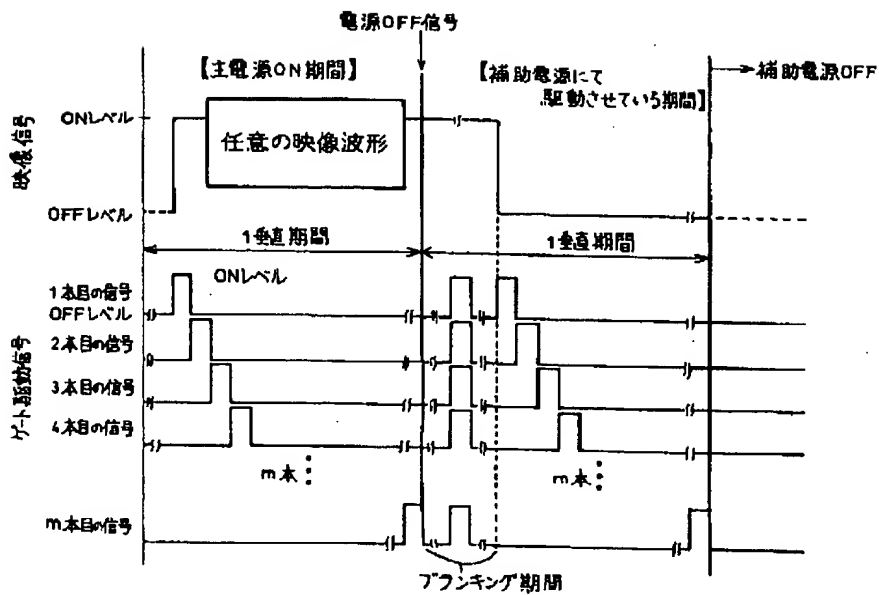 電源OFF信号
【主電源ON期間】
【補助電源にて
駆動させている期間】
補助電源OFF
映像信号
ONレベル
任意の映像波形
OFFレベル
1垂直期間
1垂直期間
ゲート駆動信号
ONレベル
1本目の信号
OFFレベル
2本目の信号
3本目の信号
4本目の信号
m本
m本
m本目の信号
ブランキング期間